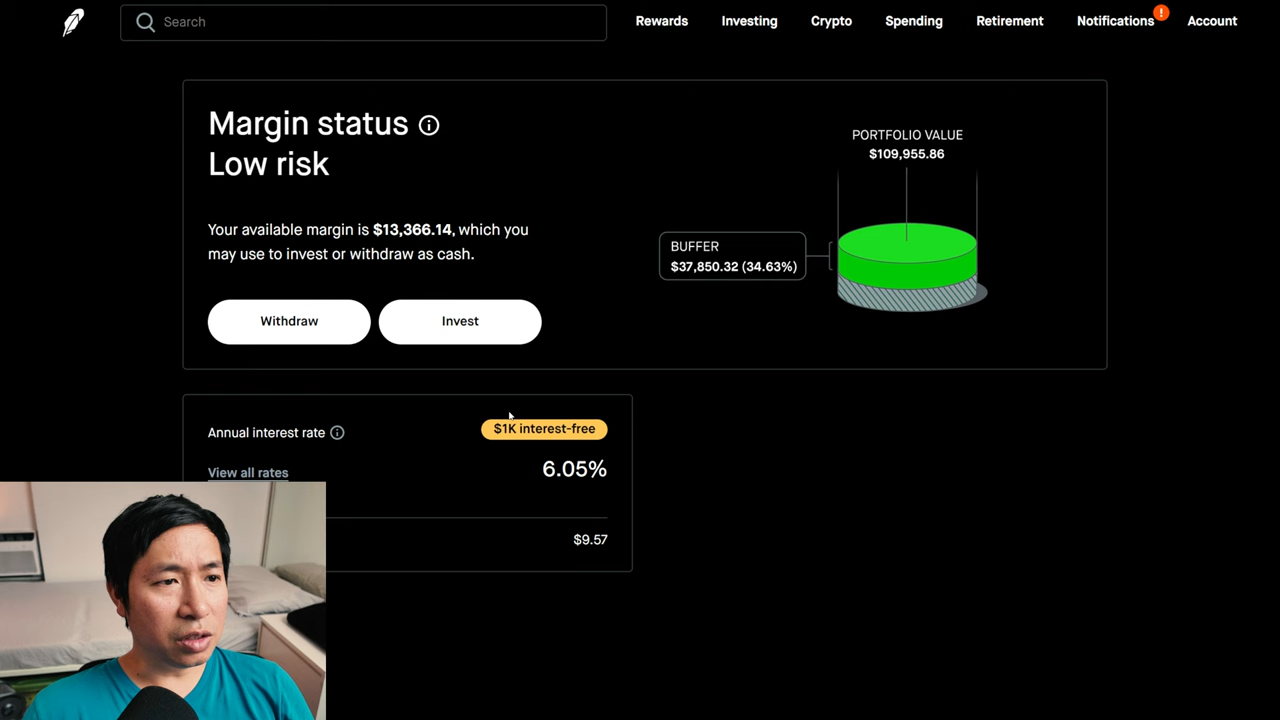 Search
Rewards
Investing
Crypto
Spending
Retirement
Notifications
!
Account
Margin status
Low risk
Your available margin is $13,366.14, which you
may use to invest or withdraw as cash.
Withdraw
Invest
PORTFOLIO VALUE
$109,955.86
BUFFER
$37,850.32 (34.63%)
Annual interest rate
$1K interest-free
View all rates
6.05%
$9.57